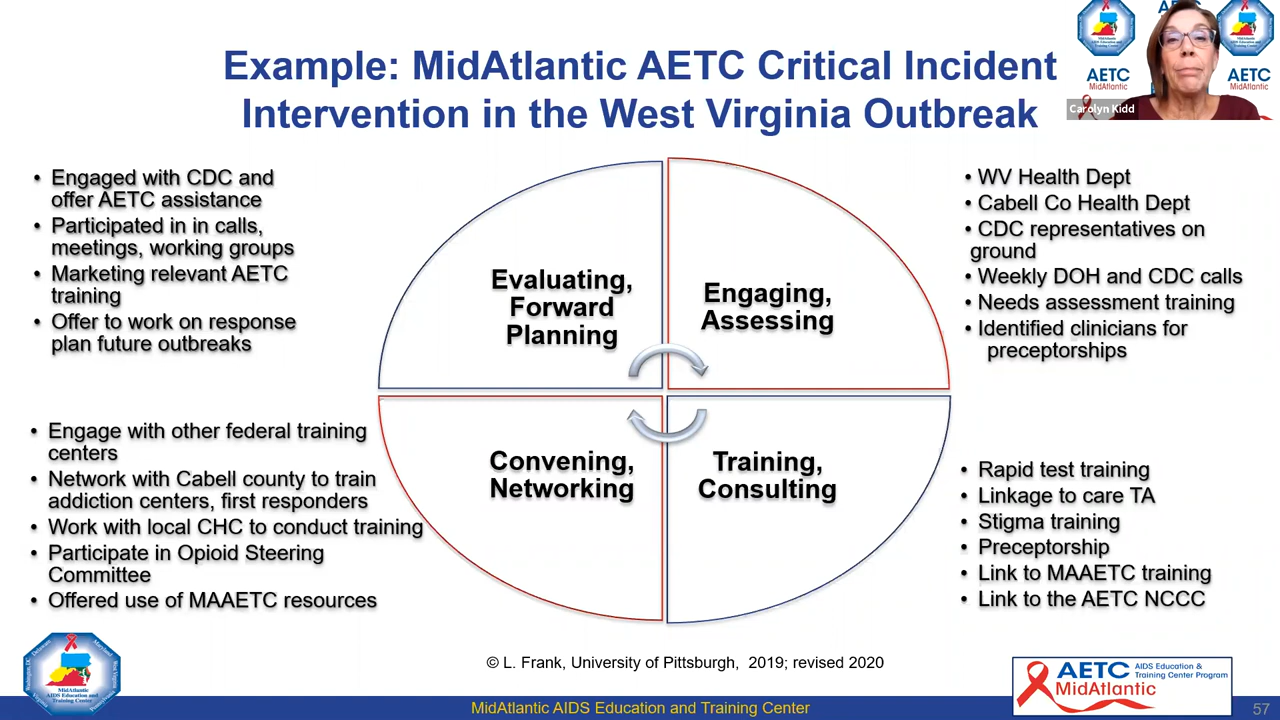 Example: MidAtlantic AETC Critical Incident
Intervention in the West Virginia Outbreak
AETC
MidAtlantic
AETC
MidAtlantic
Carolyn Kidd
• Engaged with CDC and
offer AETC assistance
• Participated in in calls,
meetings, working groups
• Marketing relevant AETC
training
• Offer to work on response
plan future outbreaks
Evaluating,
Forward
Planning
Engaging,
Assessing
• WV Health Dept
• Cabell Co Health Dept
• CDC representatives on
ground
• Weekly DOH and CDC calls
• Needs assessment training
• Identified clinicians for
preceptorships
• Engage with other federal training
centers
• Network with Cabell county to train
addiction centers, first responders
• Work with local CHC to conduct training
• Participate in Opioid Steering
Committee
• Offered use of MAAETC resources
Convening,
Networking
Training,
Consulting
• Rapid test training
• Linkage to care TA
• Stigma training
• Preceptorship
• Link to MAAETC training
• Link to the AETC NCCC
© L. Frank, University of Pittsburgh, 2019; revised 2020
MidAtlantic
AIDS Education and
Training Center
AETC
MidAtlantic
AIDS Education &
Training Center Program
MidAtlantic AIDS Education and Training Center
57